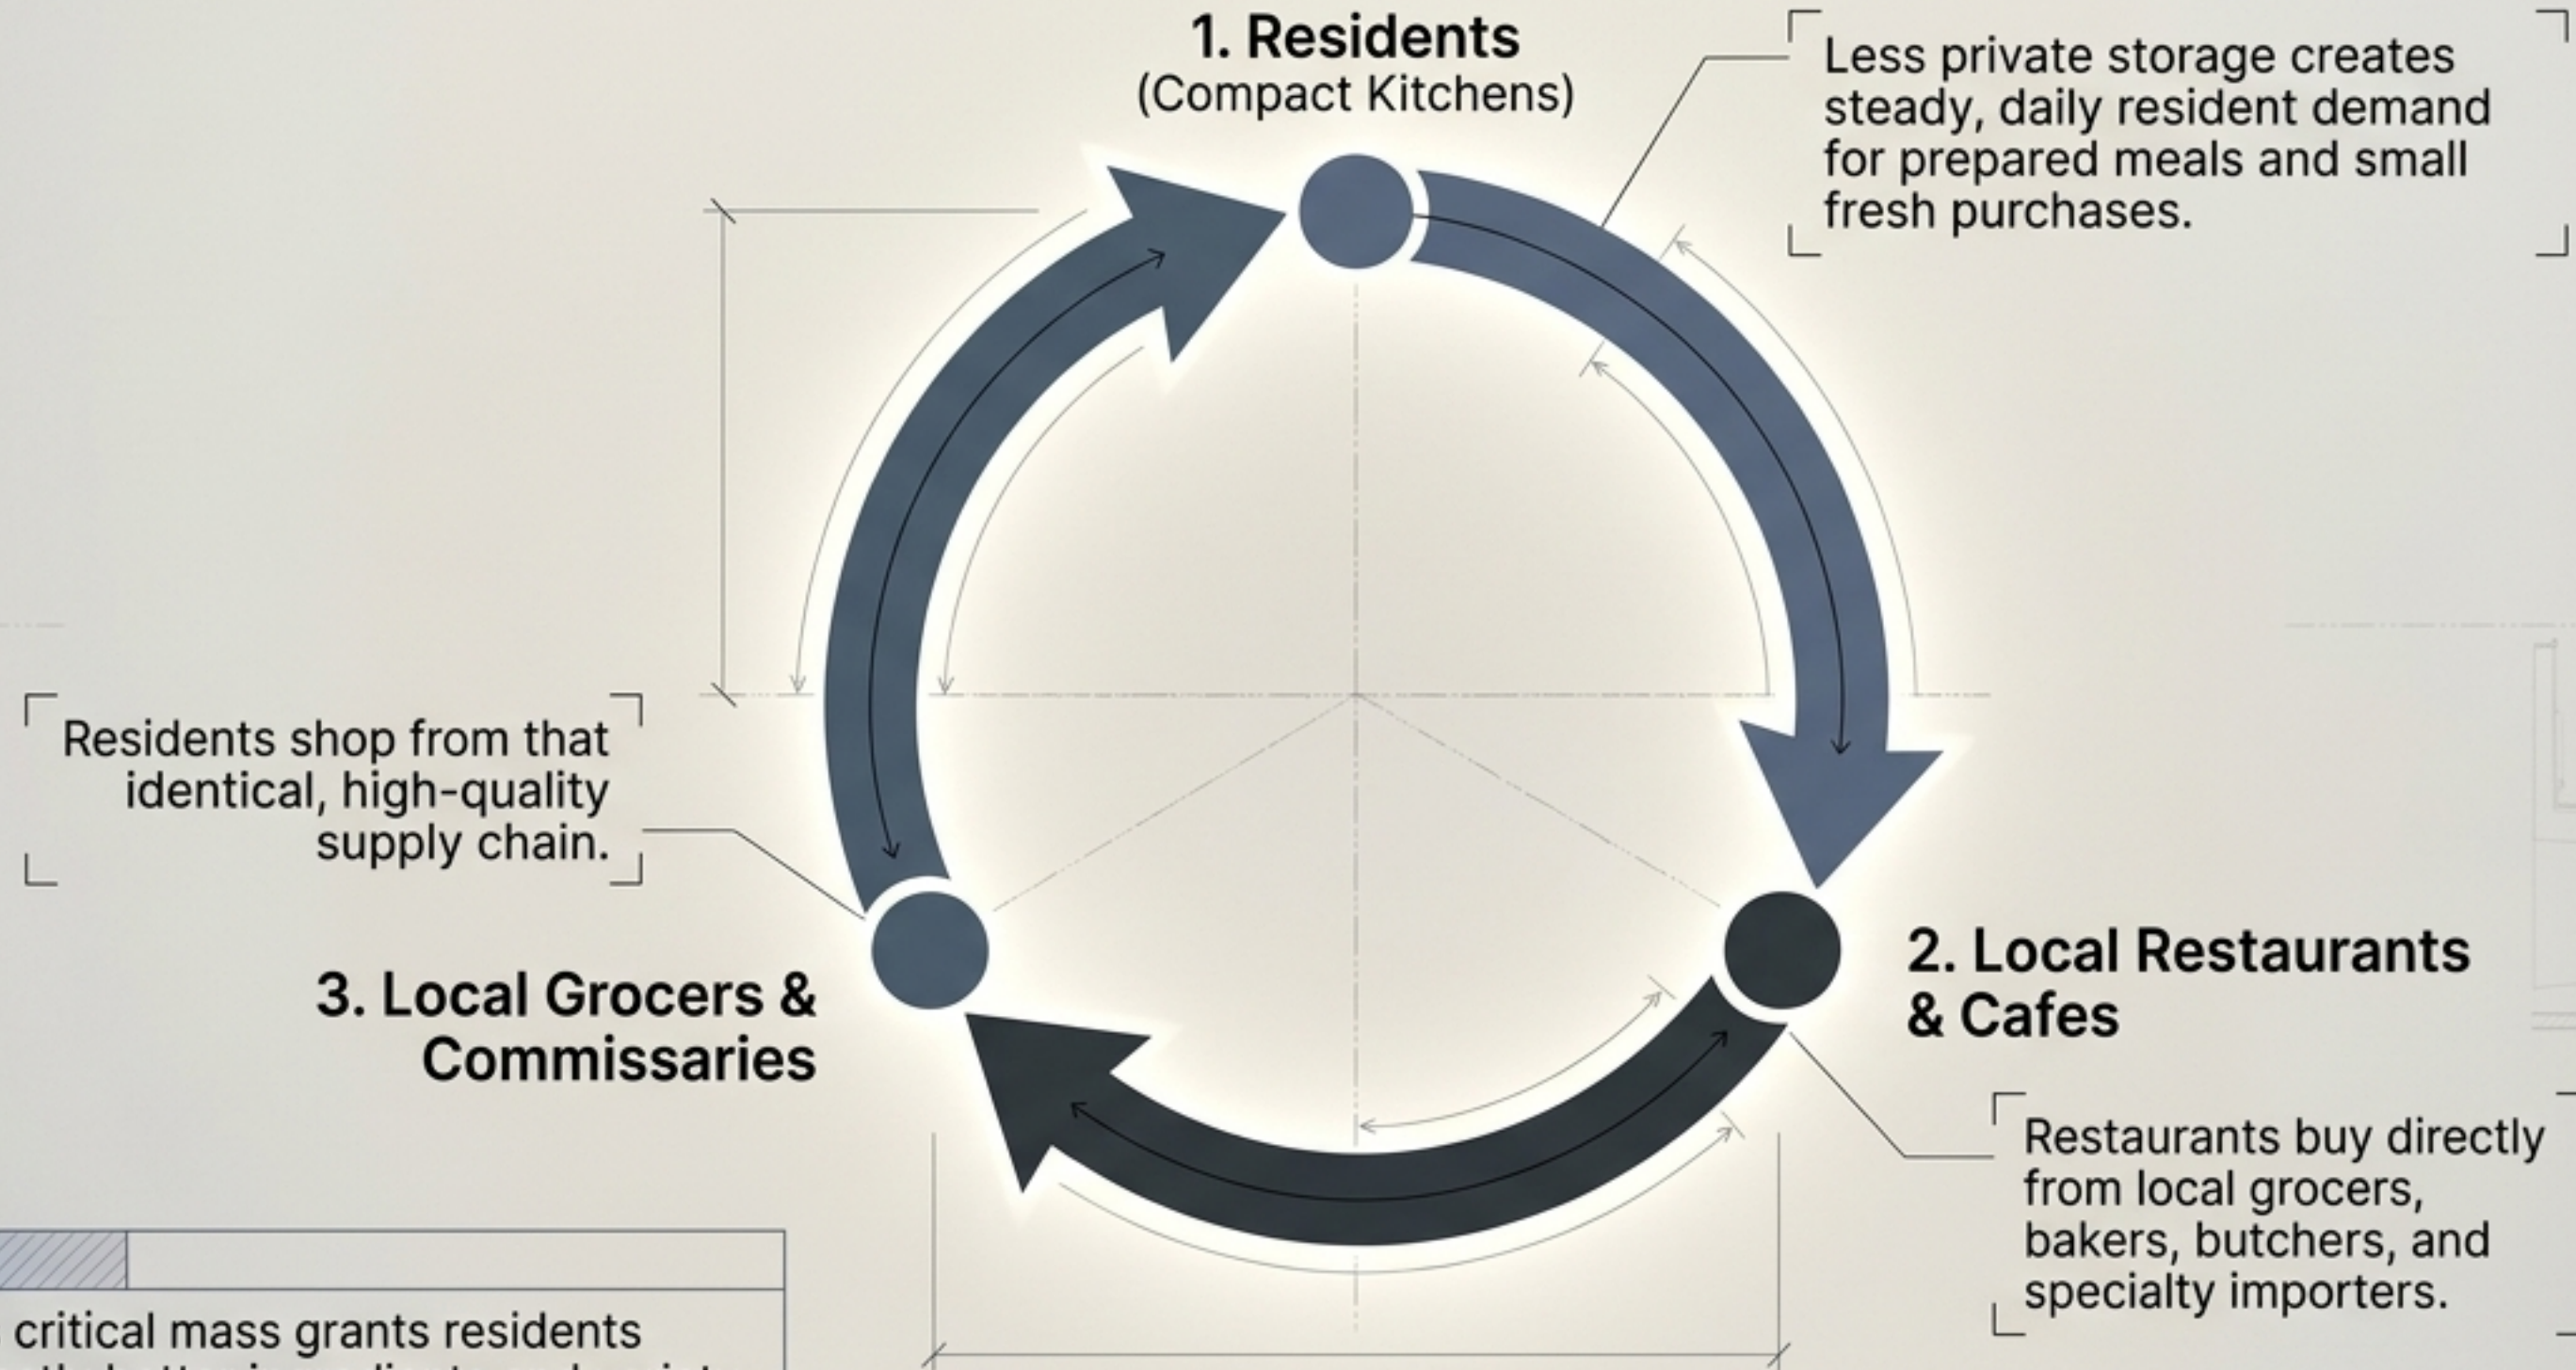 1. Residents
(Compact Kitchens)
Less private storage creates
steady, daily resident demand
for prepared meals and small
fresh purchases.
Residents shop from that
identical, high-quality
supply chain.
3. Local Grocers &
Commissaries
2. Local Restaurants
& Cafes
Restaurants buy directly
from local grocers,
bakers, butchers, and
specialty importers.
critical mass grants residents